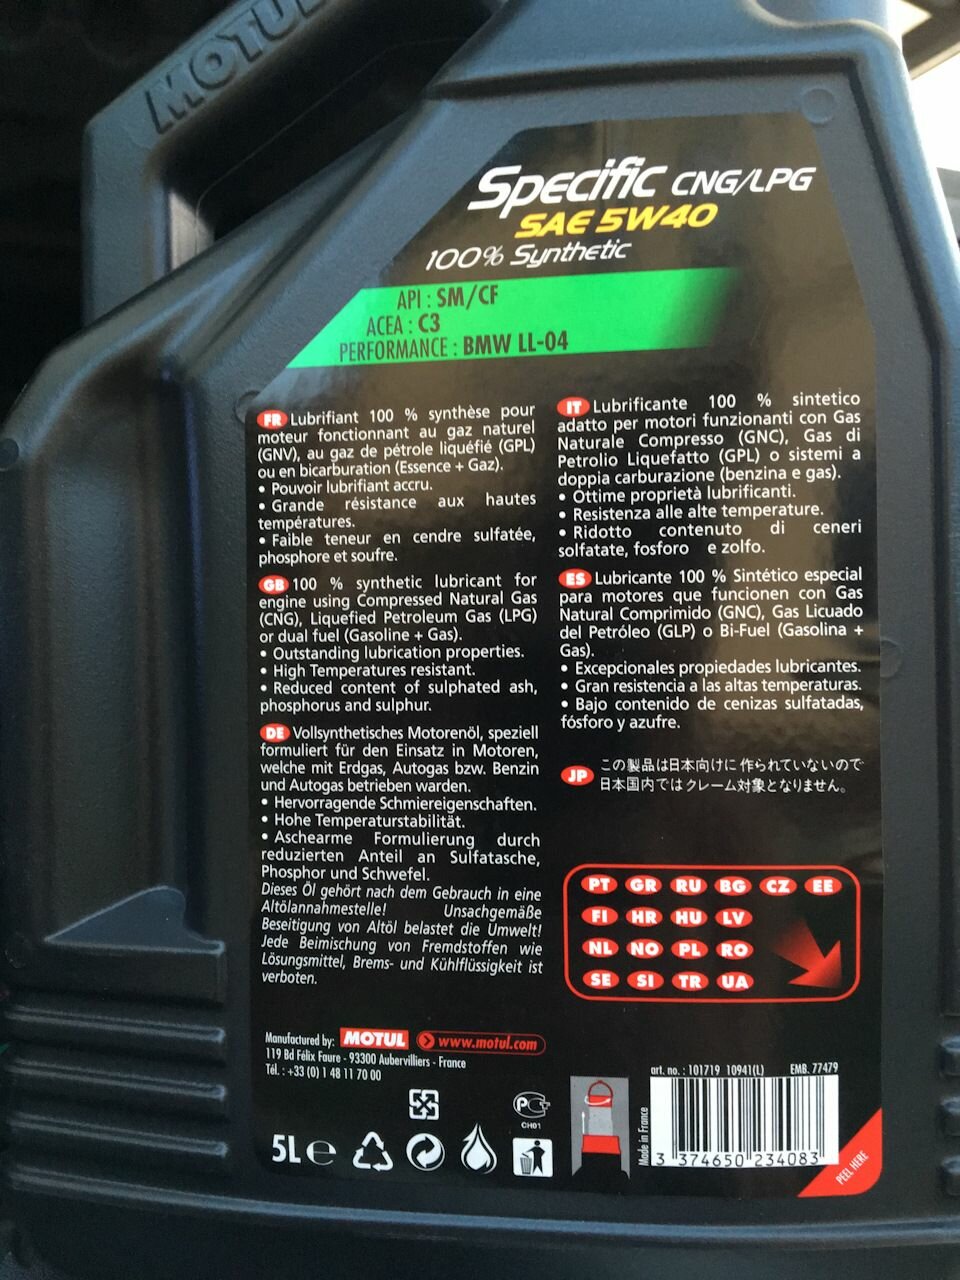 MOTUL
Specific CNG/LPG
SAE 5W40
100% Synthetic
API : SM/CF
ACEA : C3
PERFORMANCE : BMW LL-04
FR Lubrifiant 100 % synthèse pour
moteur fonctionnant au gaz naturel
(GNV), au gaz de pétrole liquéfié (GPL)
ou en bicarburation (Essence + Gaz).
• Pouvoir lubrifiant accru.
• Grande résistance aux hautes
températures.
• Faible teneur en cendre sulfatée,
phosphore et soufre.
GB 100 % synthetic lubricant for
engine using Compressed Natural Gas
(CNG), Liquefied Petroleum Gas (LPG)
or dual fuel (Gasoline + Gas).
• Outstanding lubrication properties.
• High Temperatures resistant.
• Reduced content of sulphated ash,
phosphorus and sulphur.
DE Vollsynthetisches Motorenöl, speziell
formuliert für den Einsatz in Motoren,
welche mit Erdgas, Autogas bzw. Benzin
und Autogas betrieben warden.
• Hervorragende Schmiereigenschaften.
• Hohe Temperaturstabilität.
• Aschearme Formulierung durch
reduzierten Anteil an Sulfatasche,
Phosphor und Schwefel.
Dieses Öl gehört nach dem Gebrauch in eine
Altölannahmestelle! Unsachgemäße
Beseitigung von Altöl belastet die Umwelt!
Jede Beimischung von Fremdstoffen wie
Lösungsmittel, Brems- und Kühlflüssigkeit ist
verboten.
IT Lubrificante 100 % sintetico
adatto per motori funzionanti con Gas
Naturale Compresso (GNC), Gas di
Petrolio Liquefatto (GPL) o sistemi a
doppia carburazione (benzina e gas).
• Ottime proprietà lubrificanti.
• Resistenza alle alte temperature.
• Ridotto contenuto di ceneri
solfatate, fosforo e zolfo.
ES Lubricante 100 % Sintético especial
para motores que funcionen con Gas
Natural Comprimido (GNC), Gas Licuado
del Petróleo (GLP) o Bi-Fuel (Gasolina +
Gas).
• Excepcionales propiedades lubricantes.
• Gran resistencia a las altas temperaturas.
• Bajo contenido de cenizas sulfatadas,
fósforo y azufre.
JP この製品は日本向けに作られていないので
日本国内ではクレーム対象となりません。
PT GR RU BG CZ EE
FI HR HU LV
NL NO PL RO
SE SI TR UA
Manufactured by: MOTUL www.motul.com
119 Bd Félix Faure - 93300 Aubervilliers - France
Tél. : +33 (0) 1 48 11 70 00
5L e
PCT
CH01
Made in France
art. no. : 101719 10941(L) EMB. 77479
3 374650 234083
PEEL HERE